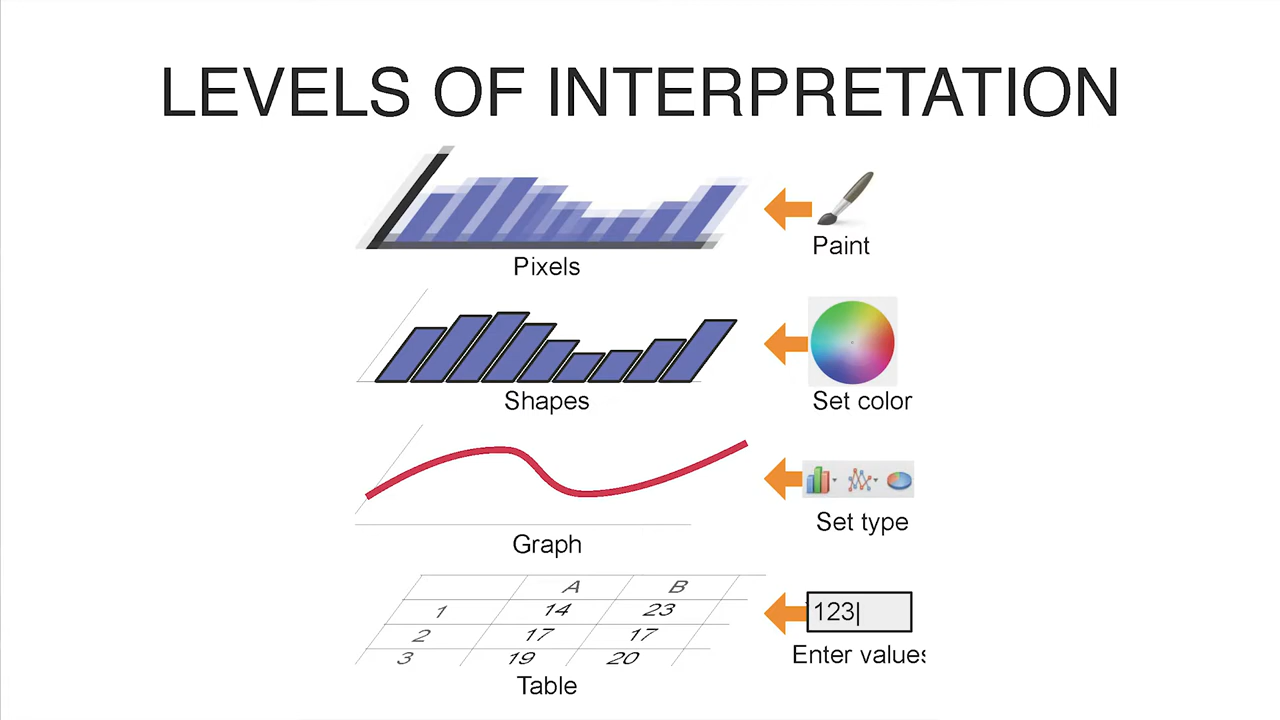 LEVELS OF INTERPRETATION
Paint
Pixels
Set color
Shapes
Set type
Graph
A B
1 14 23
2 17 17
3 19 20
123|
Enter values
Table